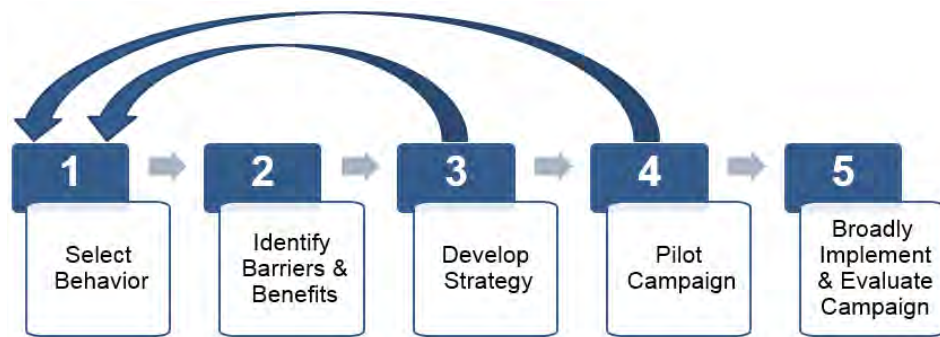 1
2
3
4
5
Select
Behavior
Identify
Barriers &
Benefits
Develop
Strategy
Pilot
Campaign
Broadly
Implement
& Evaluate
Campaign